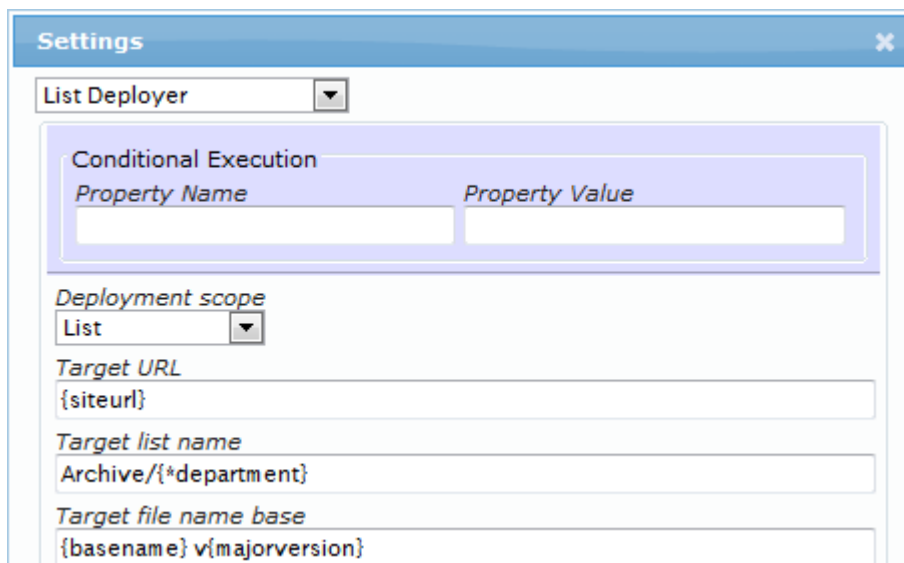 Settings
List Deployer
Conditional Execution
Property Name Property Value
Deployment scope
List
Target URL
{siteurl}
Target list name
Archive/{*department}
Target file name base
{basename} v{majorversion}